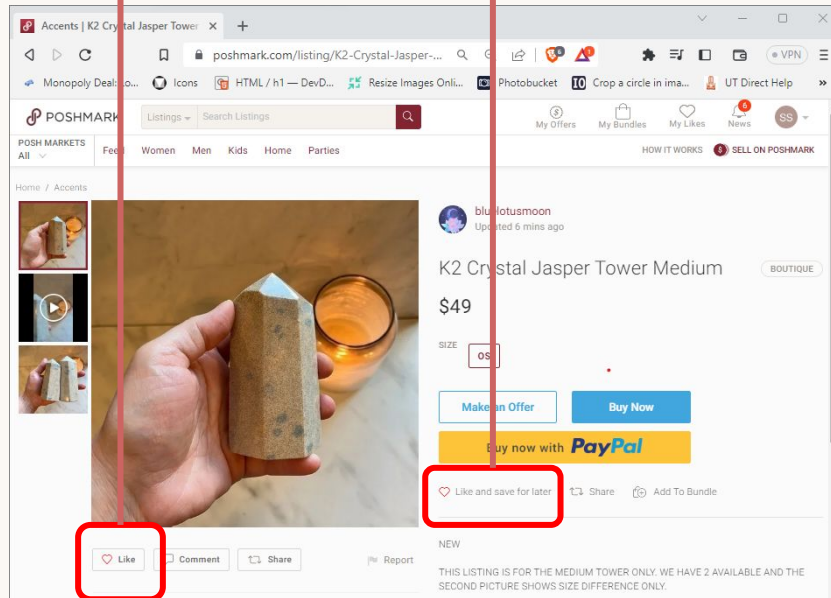 Accents | K2 Crystal Jasper Tower
poshmark.com/listing/K2-Crystal-Jasper-...
VPN
Monopoly Deal: Lo...
Icons
HTML / h1 — DevD...
Resize Images Onli...
Photobucket
IO
Crop a circle in ima...
UT Direct Help
»
POSHMARK
Listings
Search Listings
My Offers
My Bundles
My Likes
6
News
SS
POSH MARKETS
All
Feed
Women
Men
Kids
Home
Parties
HOW IT WORKS
SELL ON POSHMARK
Home / Accents
bluelotusmoon
Updated 6 mins ago
K2 Crystal Jasper Tower Medium
BOUTIQUE
$49
SIZE
OS
Make an Offer
Buy Now
Buy now with PayPal
Like and save for later
Share
Add To Bundle
Like
Comment
Share
Report
NEW
THIS LISTING IS FOR THE MEDIUM TOWER ONLY. WE HAVE 2 AVAILABLE AND THE
SECOND PICTURE SHOWS SIZE DIFFERENCE ONLY.